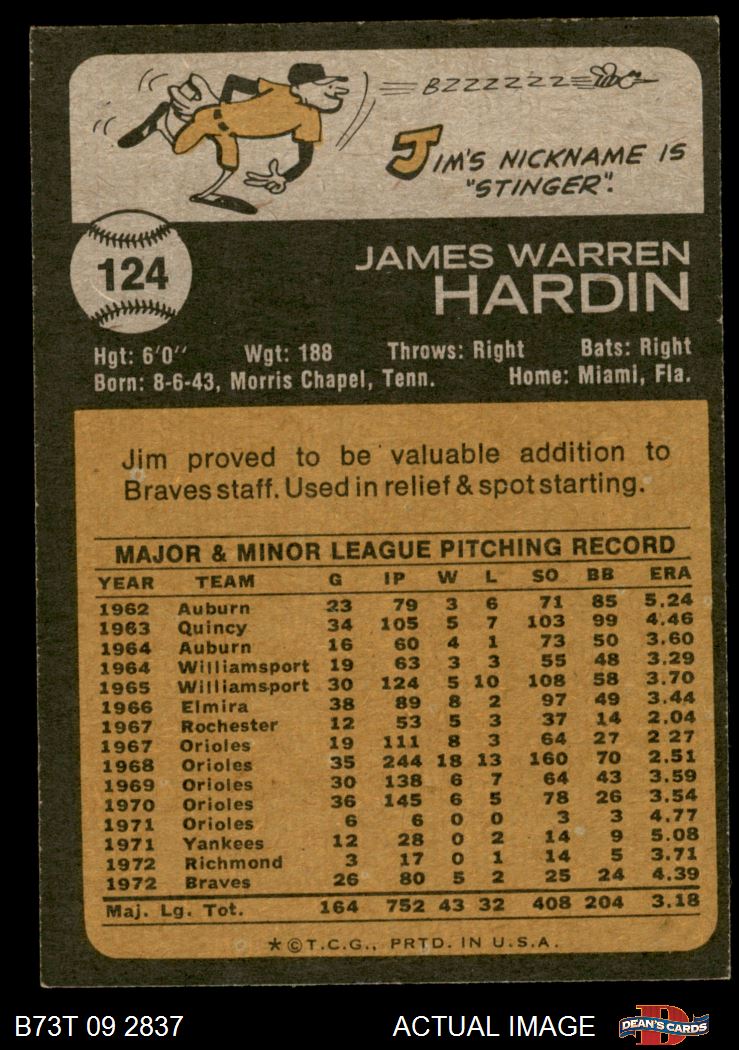 BZZZZZZZ
JIM'S NICKNAME IS
"STINGER".
124
JAMES WARREN
HARDIN
Hgt: 6'0" Wgt: 188 Throws: Right Bats: Right
Born: 8-6-43, Morris Chapel, Tenn. Home: Miami, Fla.
Jim proved to be valuable addition to
Braves staff. Used in relief & spot starting.
MAJOR & MINOR LEAGUE PITCHING RECORD
YEAR TEAM G IP W L SO BB ERA
1962 Auburn 23 79 3 6 71 85 5.24
1963 Quincy 34 105 5 7 103 99 4.46
1964 Auburn 16 60 4 1 73 50 3.60
1964 Williamsport 19 63 3 3 55 48 3.29
1965 Williamsport 30 124 5 10 108 58 3.70
1966 Elmira 38 89 8 2 97 49 3.44
1967 Rochester 12 53 5 3 37 14 2.04
1967 Orioles 19 111 8 3 64 27 2 27
1968 Orioles 35 244 18 13 160 70 2.51
1969 Orioles 30 138 6 7 64 43 3.59
1970 Orioles 36 145 6 5 78 26 3.54
1971 Orioles 6 6 0 0 3 3 4.77
1971 Yankees 12 28 0 2 14 9 5.08
1972 Richmond 3 17 0 1 14 5 3.71
1972 Braves 26 80 5 2 25 24 4.39
Maj. Lg. Tot. 164 752 43 32 408 204 3.18
*©T.C.G., PRTD. IN U.S.A.
B73T 09 2837 ACTUAL IMAGE D DEAN'S CARDS